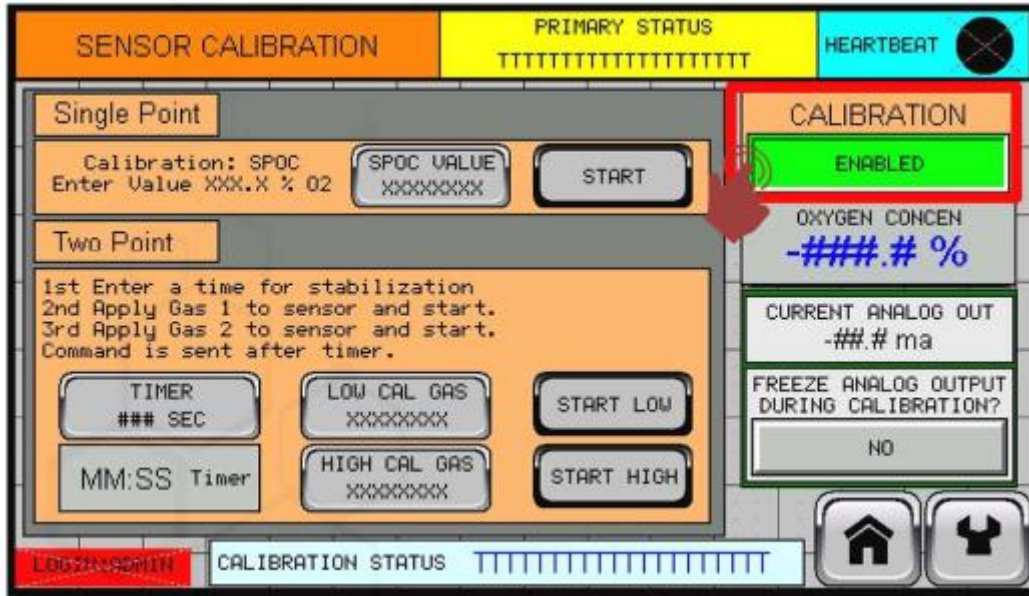 SENSOR CALIBRATION
PRIMARY STATUS
TTTTTTTTTTTTTTTTTTTT
HEARTBEAT
Single Point
Calibration: SPOC
Enter Value XXX.X % O2
SPOC VALUE
XXXXXXXX
START
Two Point
1st Enter a time for stabilization
2nd Apply Gas 1 to sensor and start.
3rd Apply Gas 2 to sensor and start.
Command is sent after timer.
TIMER
### SEC
LOW CAL GAS
XXXXXXXX
START LOW
MM:SS Timer
HIGH CAL GAS
XXXXXXXX
START HIGH
CALIBRATION
ENABLED
OXYGEN CONCEN
-###.# %
CURRENT ANALOG OUT
-##.# ma
FREEZE ANALOG OUTPUT
DURING CALIBRATION?
NO
LOGIN:ADMIN
CALIBRATION STATUS TTTTTTTTTTTTTTTTTTTT